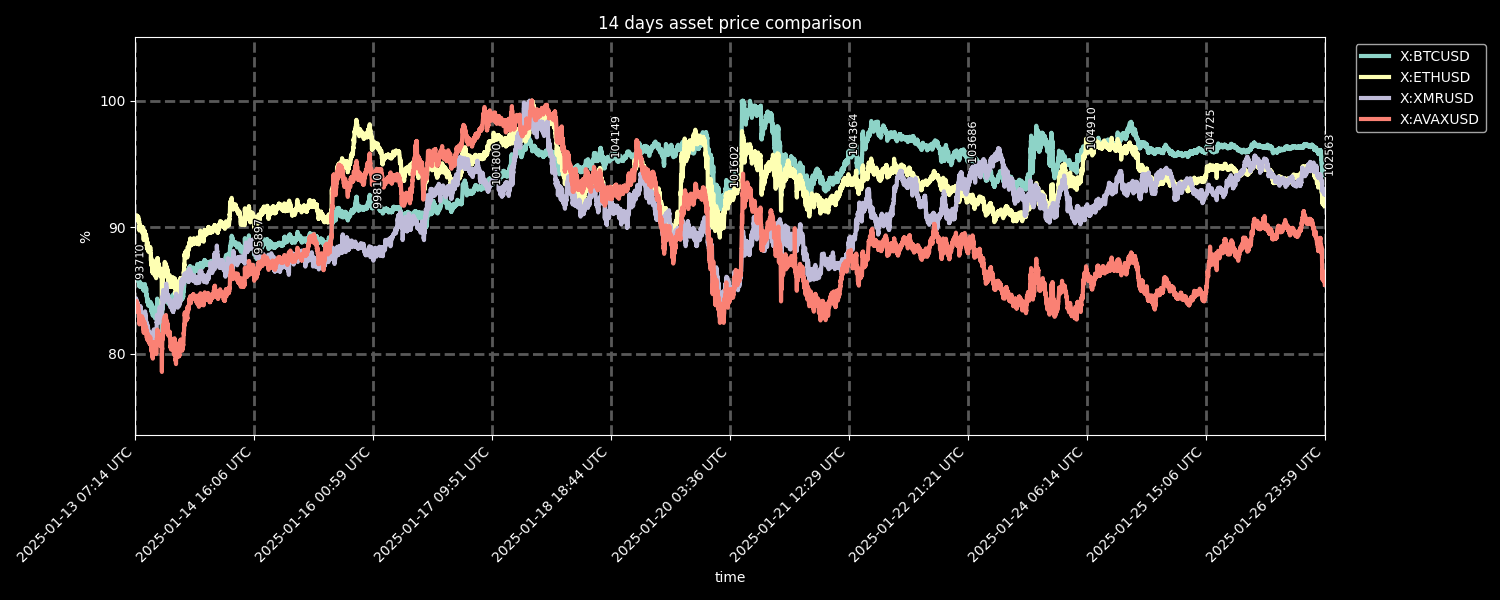 14 days asset price comparison
X:BTCUSD
X:ETHUSD
X:XMRUSD
X:AVAXUSD
100
90
80
%
93710
95897
99810
101800
104149
101602
104364
103686
104910
104725
102563
2025-01-13 07:14 UTC
2025-01-14 16:06 UTC
2025-01-16 00:59 UTC
2025-01-17 09:51 UTC
2025-01-18 18:44 UTC
2025-01-20 03:36 UTC
2025-01-21 12:29 UTC
2025-01-22 21:21 UTC
2025-01-24 06:14 UTC
2025-01-25 15:06 UTC
2025-01-26 23:59 UTC
time